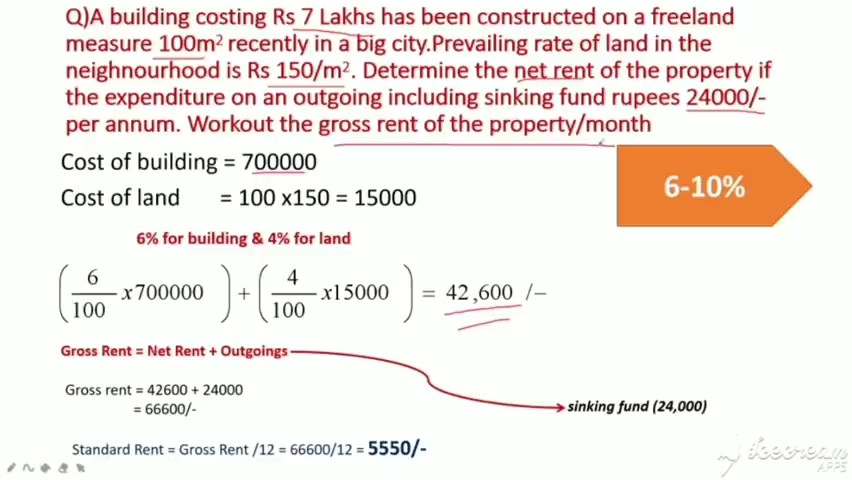 Q)A building costing Rs 7 Lakhs has been constructed on a freeland
measure 100m² recently in a big city.Prevailing rate of land in the
neighnourhood is Rs 150/m². Determine the net rent of the property if
the expenditure on an outgoing including sinking fund rupees 24000/-
per annum. Workout the gross rent of the property/month
Cost of building = 700000
6-10%
Cost of land = 100 x150 = 15000
6% for building & 4% for land
(6/100 x700000) + (4/100 x15000) = 42,600 /–
Gross Rent = Net Rent + Outgoings
Gross rent = 42600 + 24000
= 66600/-
sinking fund (24,000)
Standard Rent = Gross Rent /12 = 66600/12 = 5550/-
Icecream
APPS